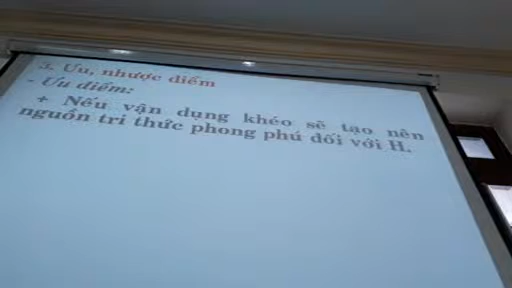 3. Ưu, nhược điểm
- Ưu điểm:
+ Nếu vận dụng khéo sẽ tạo nên
nguồn tri thức phong phú đối với H.